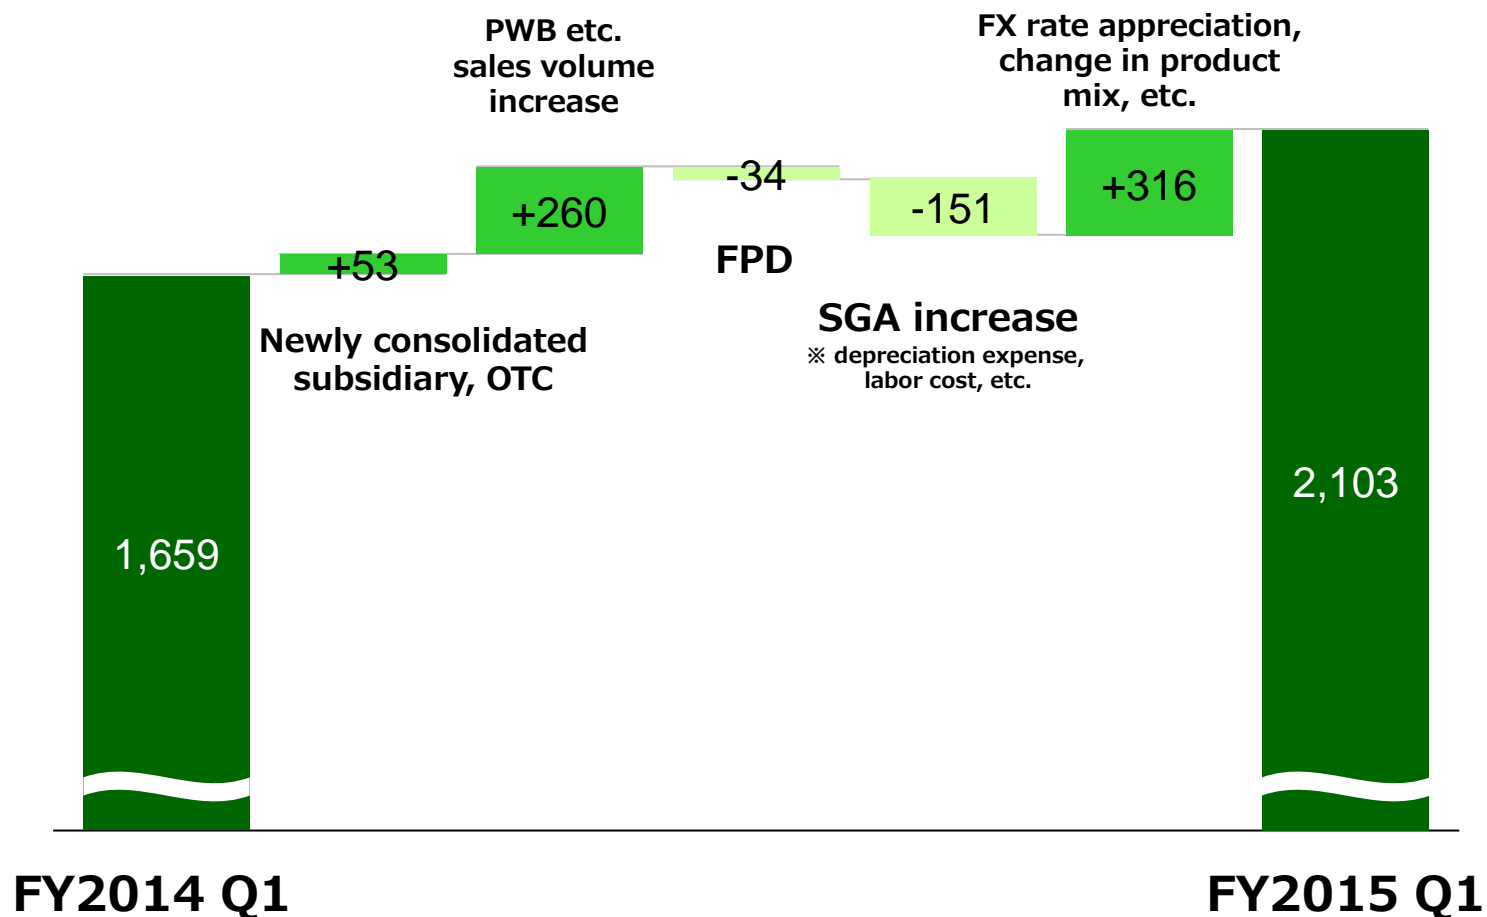 PWB etc.
sales volume
increase
FX rate appreciation,
change in product
mix, etc.
+53
+260
-34
-151
+316
FPD
Newly consolidated
subsidiary, OTC
SGA increase
※ depreciation expense,
labor cost, etc.
1,659
2,103
FY2014 Q1
FY2015 Q1